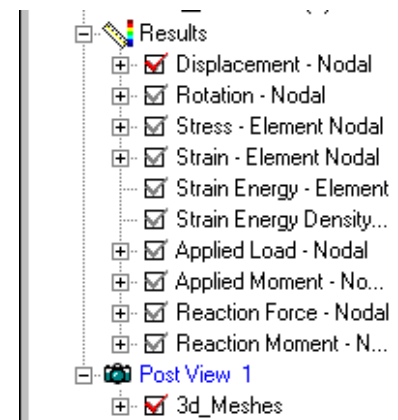 Results
Displacement - Nodal
Rotation - Nodal
Stress - Element Nodal
Strain - Element Nodal
Strain Energy - Element
Strain Energy Density...
Applied Load - Nodal
Applied Moment - No...
Reaction Force - Nodal
Reaction Moment - N...
Post View 1
3d_Meshes